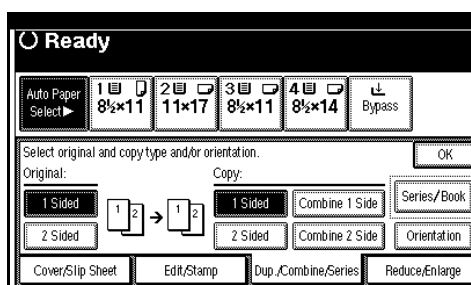 Ready
Auto Paper Select▶
1 8½×11
2 11×17
3 8½×11
4 8½×14
Bypass
Select original and copy type and/or orientation.
OK
Original:
Copy:
1 Sided
1 2 → 1 2
1 Sided
Combine 1 Side
Series/Book
2 Sided
2 Sided
Combine 2 Side
Orientation
Cover/Slip Sheet
Edit/Stamp
Dup./Combine/Series
Reduce/Enlarge